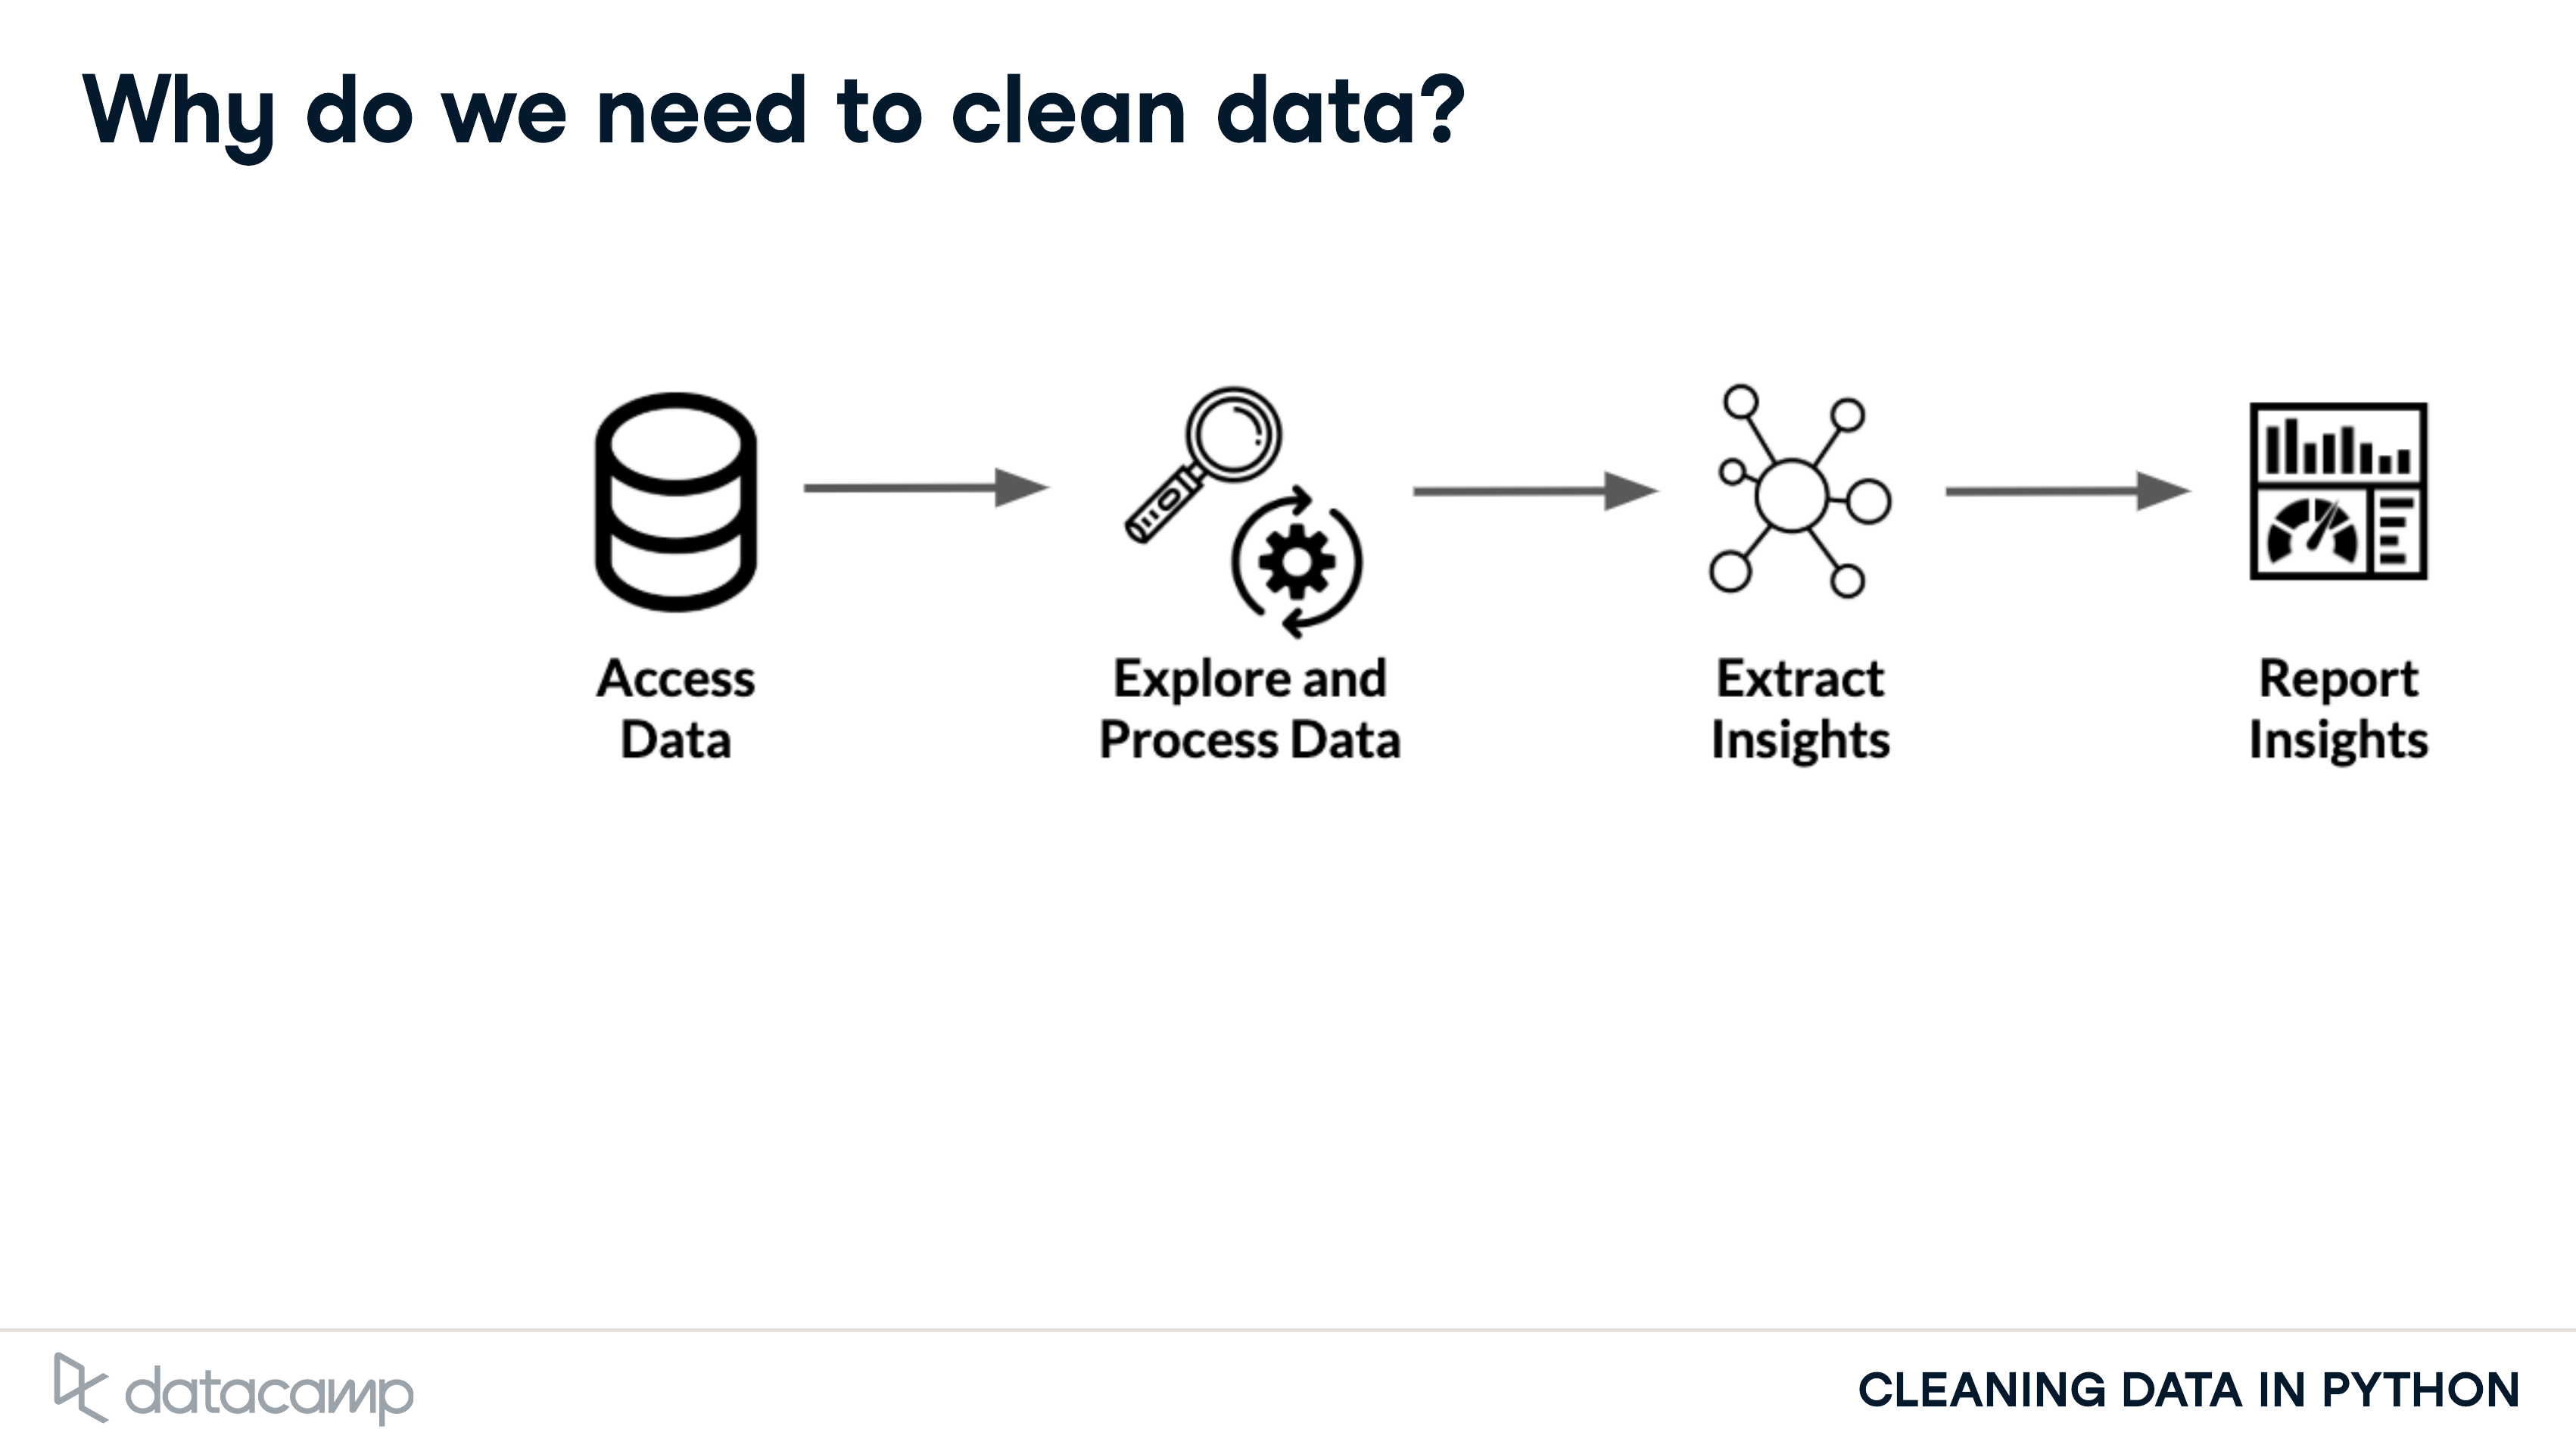 Why do we need to clean data?
Access
Data
Explore and
Process Data
Extract
Insights
Report
Insights
datacamp
CLEANING DATA IN PYTHON